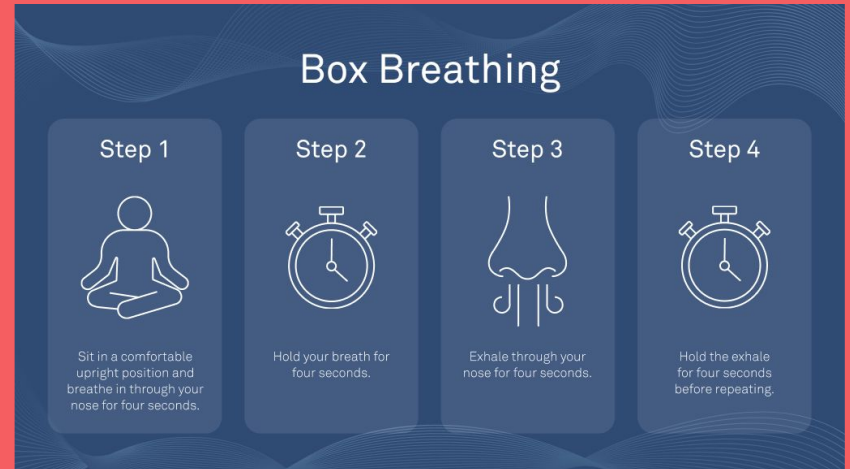 Box Breathing
Step 1
Sit in a comfortable
upright position and
breathe in through your
nose for four seconds.
Step 2
Hold your breath for
four seconds.
Step 3
Exhale through your
nose for four seconds.
Step 4
Hold the exhale
for four seconds
before repeating.